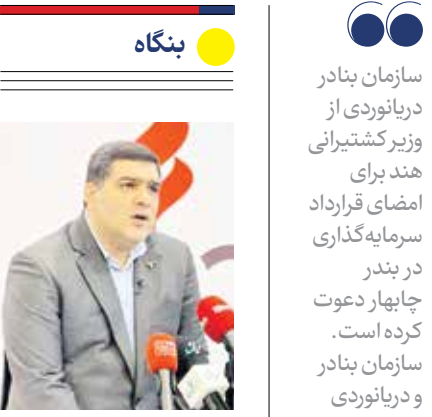 سازمان بنادر
دریانوردی از
وزیر کشتیرانی
هند برای
امضای قرارداد
سرمایه‌گذاری
در بندر
چابهار دعوت
کرده است.
سازمان بنادر
و دریانوردی
بنگاه